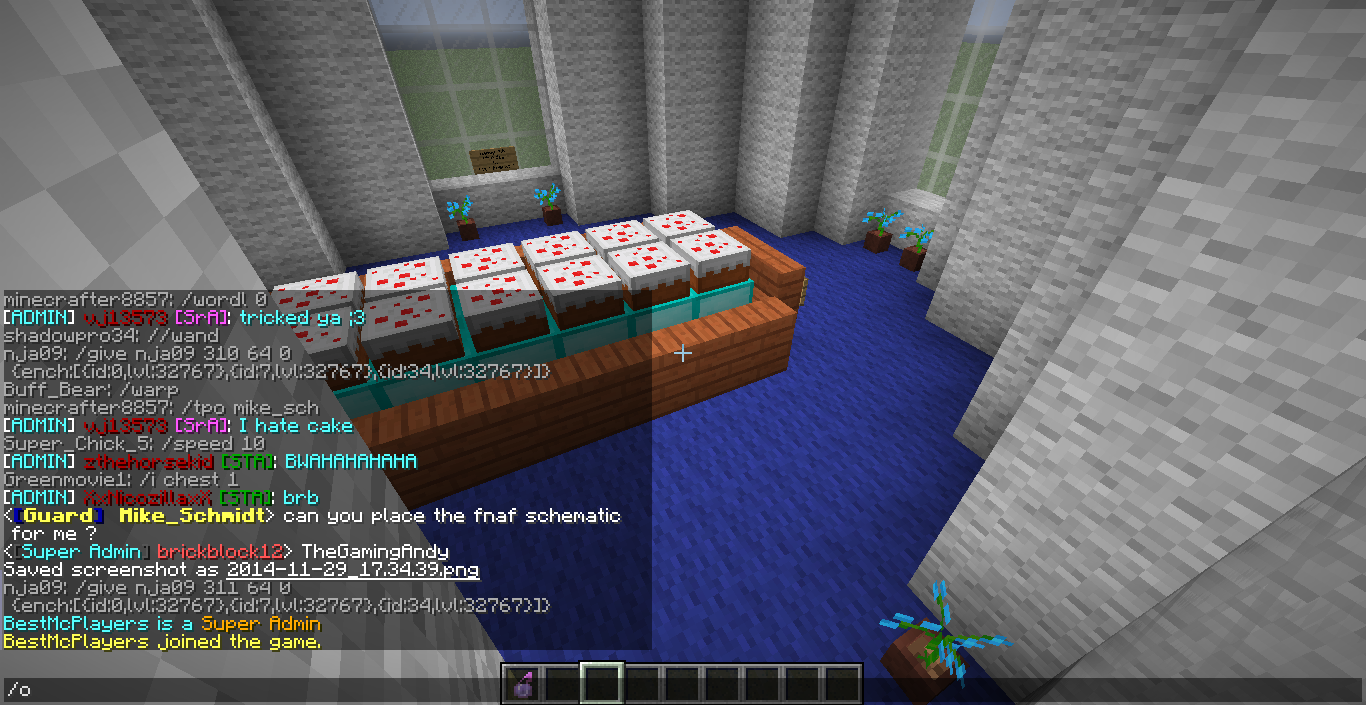 minecrafter8857: /wordl 0
[ADMIN] vj13573 [SrA]: tricked ya ;3
shadowpro34: //wand
nja09: /give nja09 310 64 0
{ench:[{id:0,lvl:32767},{id:7,lvl:32767},{id:34,lvl:32767}]}
Buff_Bear: /warp
minecrafter8857: /tpo mike_sch
[ADMIN] vj13573 [SrA]: I hate cake
Super_Chick_5: /speed 10
[ADMIN] zthehorsekid [STA]: BWAHAHAHAHA
Greenmovie1: /i chest 1
[ADMIN] XxNicozillaxX [STA]: brb
<[Guard] Mike_Schmidt> can you place the fnaf schematic
for me ?
<[Super Admin] brickblock12> TheGamingAndy
Saved screenshot as 2014-11-29_17.34.39.png
nja09: /give nja09 311 64 0
{ench:[{id:0,lvl:32767},{id:7,lvl:32767},{id:34,lvl:32767}]}
BestMcPlayers is a Super Admin
BestMcPlayers joined the game.
/o